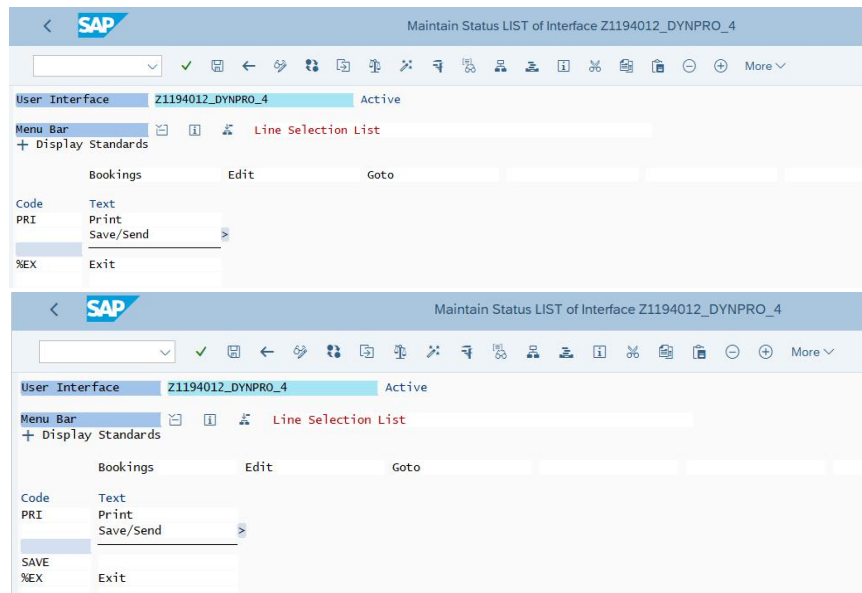 SAP Maintain Status LIST of Interface Z1194012_DYNPRO_4
More
User Interface Z1194012_DYNPRO_4 Active
Menu Bar Line Selection List
+ Display Standards
Bookings Edit Goto
Code Text
PRI Print
Save/Send >
%EX Exit
SAP Maintain Status LIST of Interface Z1194012_DYNPRO_4
More
User Interface Z1194012_DYNPRO_4 Active
Menu Bar Line Selection List
+ Display Standards
Bookings Edit Goto
Code Text
PRI Print
Save/Send >
SAVE
%EX Exit